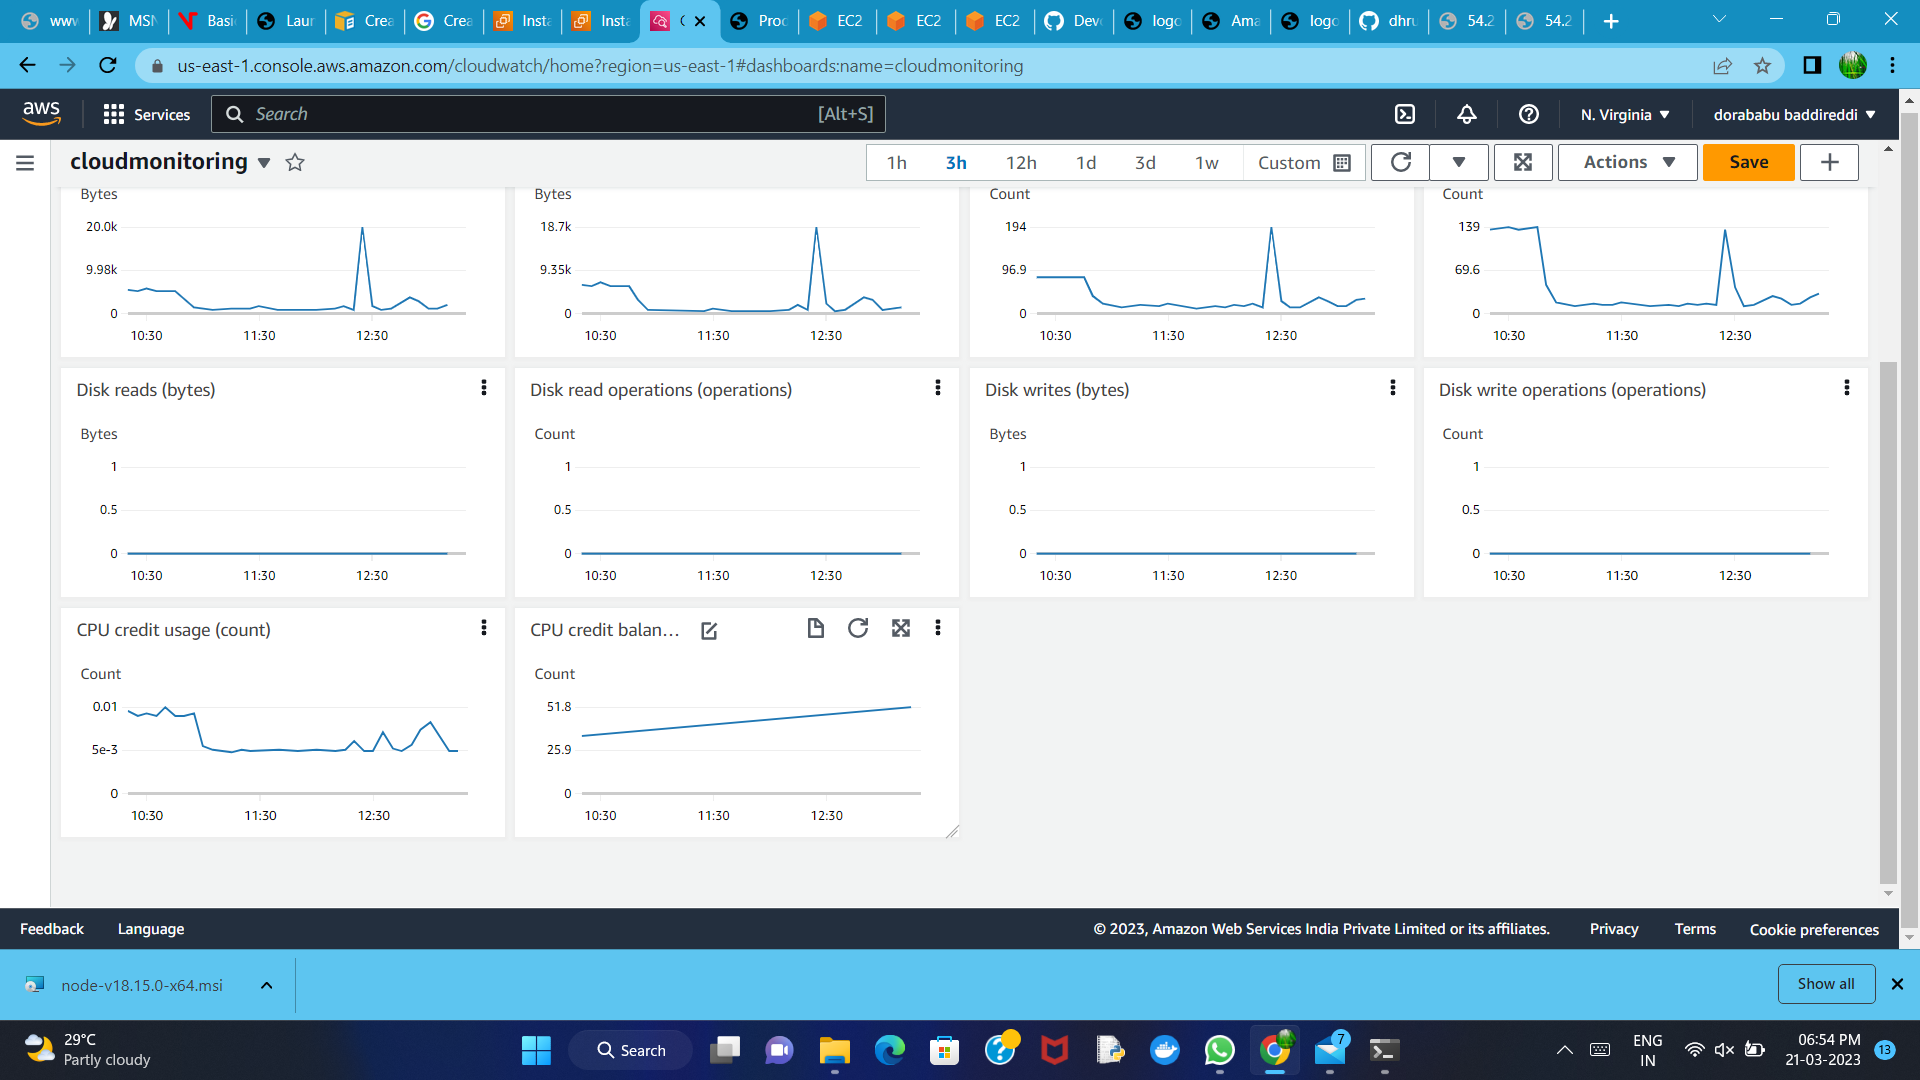 www
MSN
Basic
Laun
Crea
Crea
Insta
Insta
Proc
EC2
EC2
EC2
Dev
logo
Ama
logo
dhru
54.2
54.2
us-east-1.console.aws.amazon.com/cloudwatch/home?region=us-east-1#dashboards:name=cloudmonitoring
aws
Services
Search
[Alt+S]
N. Virginia
dorababu baddireddi
cloudmonitoring
1h 3h 12h 1d 3d 1w Custom
Actions
Save
Bytes
20.0k
9.98k
0
10:30 11:30 12:30
Bytes
18.7k
9.35k
0
10:30 11:30 12:30
Count
194
96.9
0
10:30 11:30 12:30
Count
139
69.6
0
10:30 11:30 12:30
Disk reads (bytes)
Bytes
1
0.5
0
10:30 11:30 12:30
Disk read operations (operations)
Count
1
0.5
0
10:30 11:30 12:30
Disk writes (bytes)
Bytes
1
0.5
0
10:30 11:30 12:30
Disk write operations (operations)
Count
1
0.5
0
10:30 11:30 12:30
CPU credit usage (count)
Count
0.01
5e-3
0
10:30 11:30 12:30
CPU credit balan...
Count
51.8
25.9
0
10:30 11:30 12:30
Feedback Language
© 2023, Amazon Web Services India Private Limited or its affiliates. Privacy Terms Cookie preferences
node-v18.15.0-x64.msi
Show all
29°C
Partly cloudy
Search
7
ENG
IN
06:54 PM
21-03-2023
13